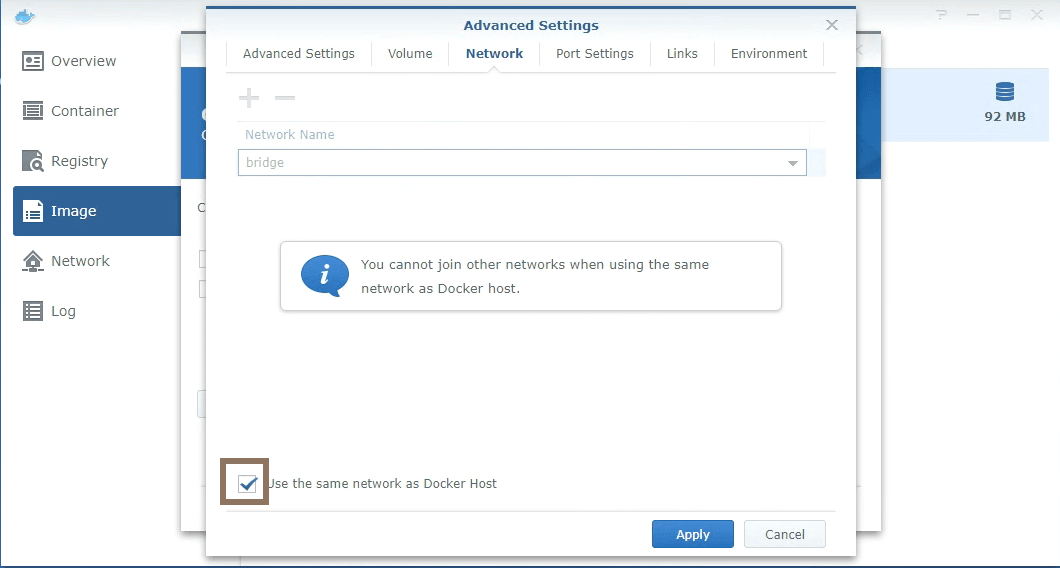 Advanced Settings
Advanced Settings
Volume
Network
Port Settings
Links
Environment
Overview
Container
Registry
Image
Network
Log
92 MB
Network Name
bridge
You cannot join other networks when using the same
network as Docker host.
Use the same network as Docker Host
Apply
Cancel